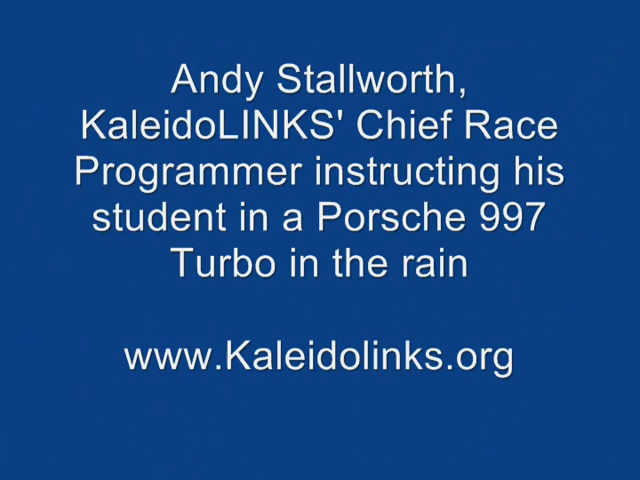 Andy Stallworth,
KaleidoLINKS' Chief Race
Programmer instructing his
student in a Porsche 997
Turbo in the rain
www.Kaleidolinks.org